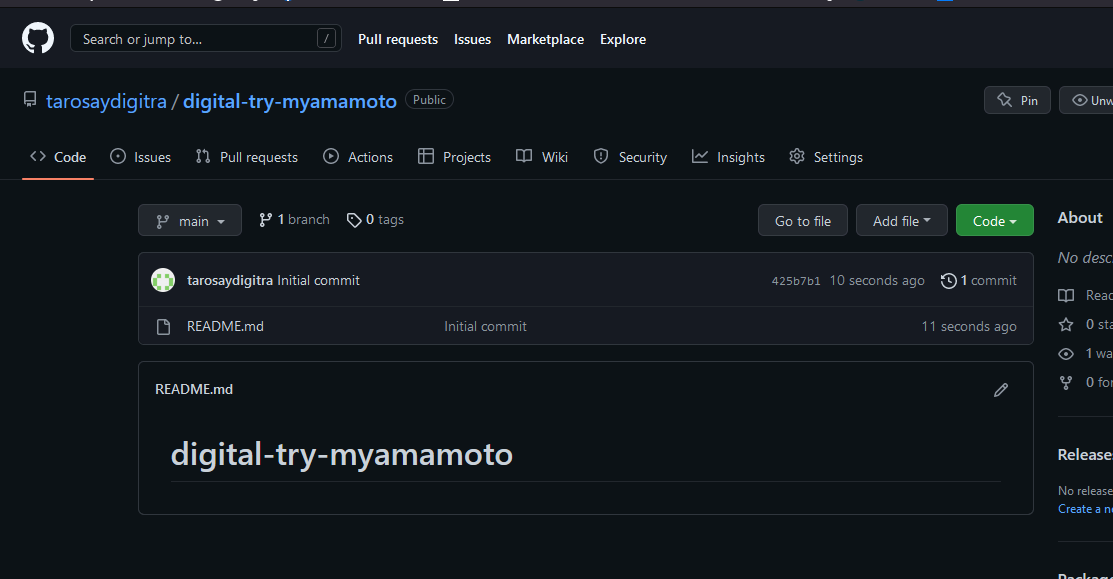 Search or jump to... /
Pull requests Issues Marketplace Explore
tarosaydigitra / digital-try-myamamoto Public
Pin
Code Issues Pull requests Actions Projects Wiki Security Insights Settings
main 1 branch 0 tags
Go to file Add file Code
About
tarosaydigitra Initial commit 425b7b1 10 seconds ago 1 commit
No
README.md Initial commit 11 seconds ago
0
1
0
README.md
digital-try-myamamoto
No
Create a